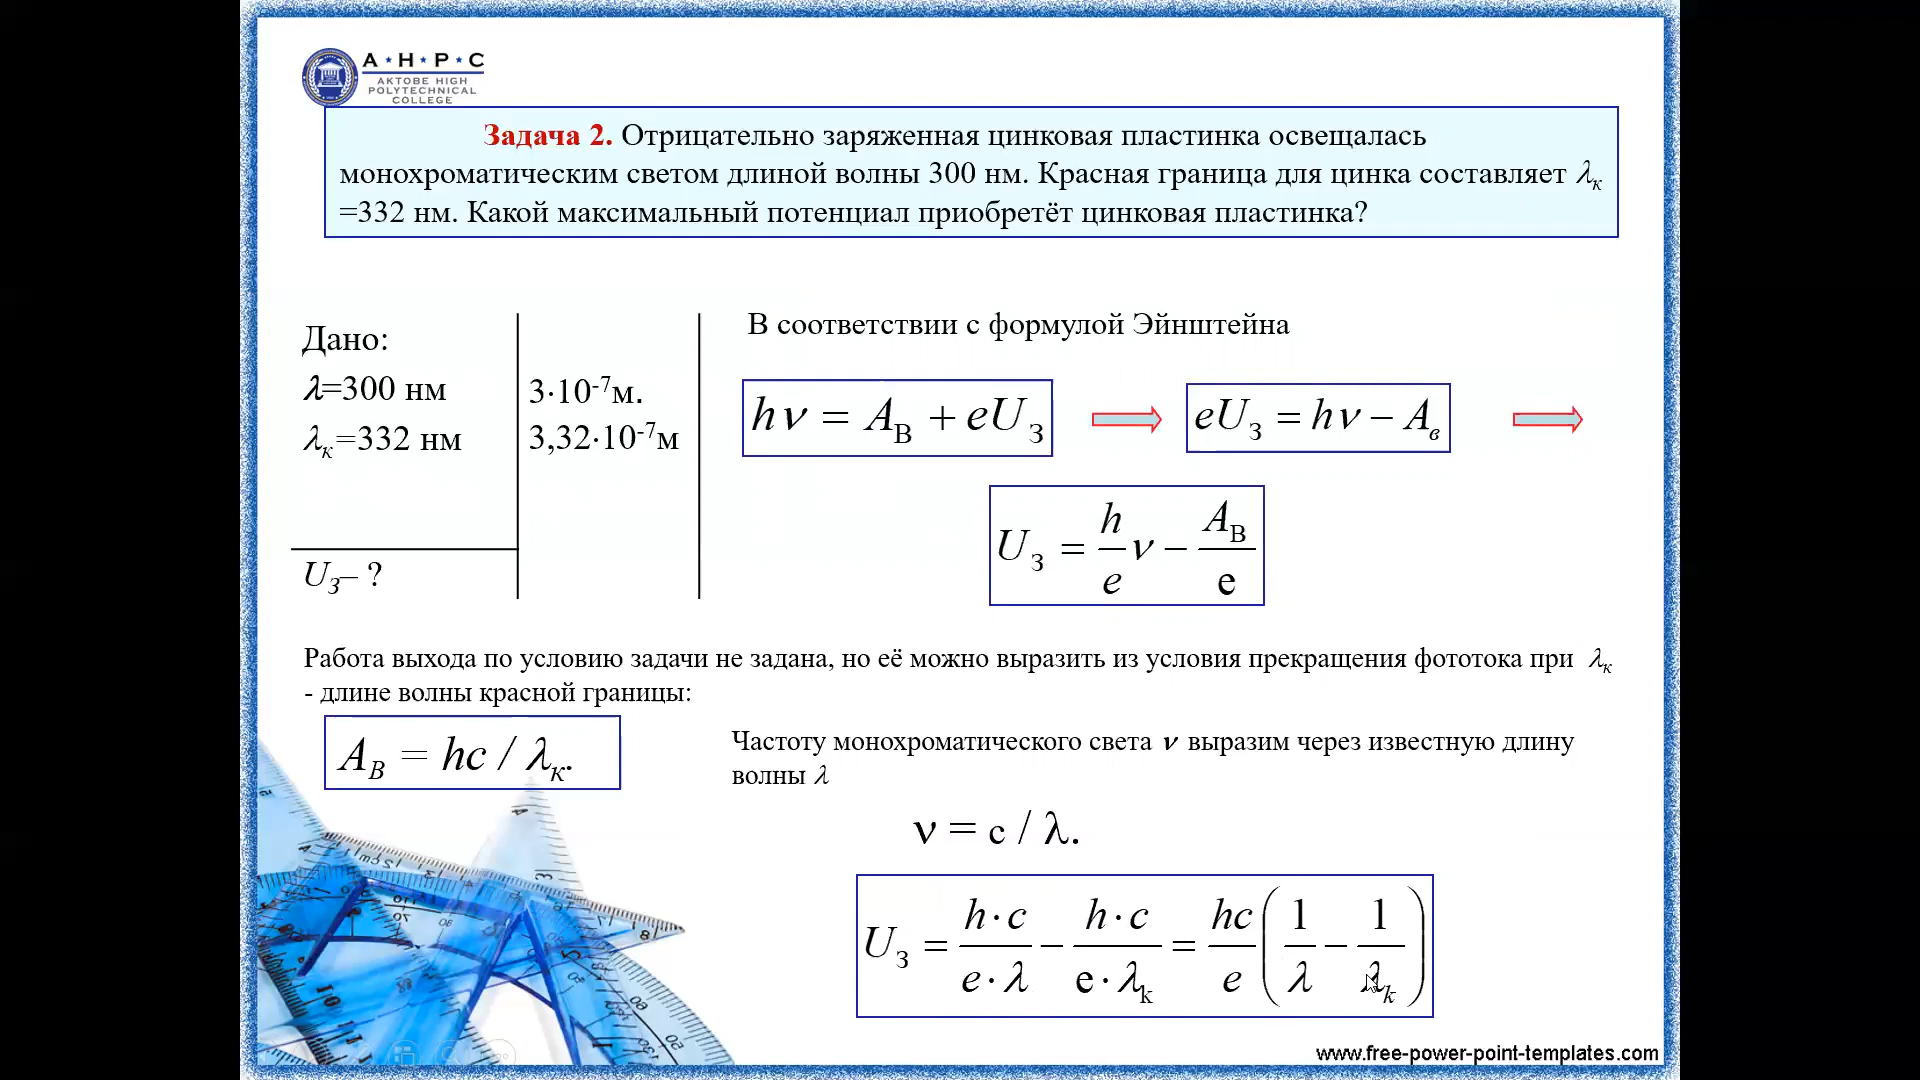 A★H★P★C
AKTOBE HIGH
POLYTECHNICAL
COLLEGE
Задача 2. Отрицательно заряженная цинковая пластинка освещалась
монохроматическим светом длиной волны 300 нм. Красная граница для цинка составляет λк
=332 нм. Какой максимальный потенциал приобретёт цинковая пластинка?
Дано:
λ=300 нм
λк=332 нм
UЗ– ?
3·10-7м.
3,32·10-7м
В соответствии с формулой Эйнштейна
hν = AВ + eUЗ
eUЗ = hν − Aв
UЗ = h/e ν − AВ/e
Работа выхода по условию задачи не задана, но её можно выразить из условия прекращения фототока при λк
- длине волны красной границы:
AВ = hc / λк.
Частоту монохроматического света ν выразим через известную длину
волны λ
ν = c / λ.
UЗ = h·c/e·λ − h·c/e·λk = hc/e (1/λ − 1/λk)
www.free-power-point-templates.com